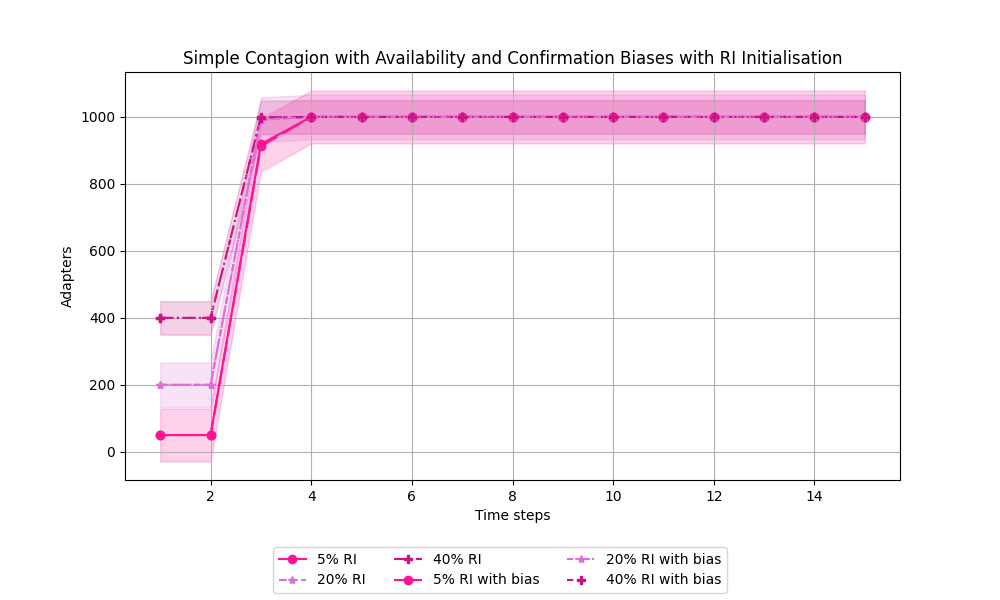 Simple Contagion with Availability and Confirmation Biases with RI Initialisation
1000
800
600
400
200
0
Adapters
2 4 6 8 10 12 14
Time steps
5% RI 40% RI 20% RI with bias
20% RI 5% RI with bias 40% RI with bias